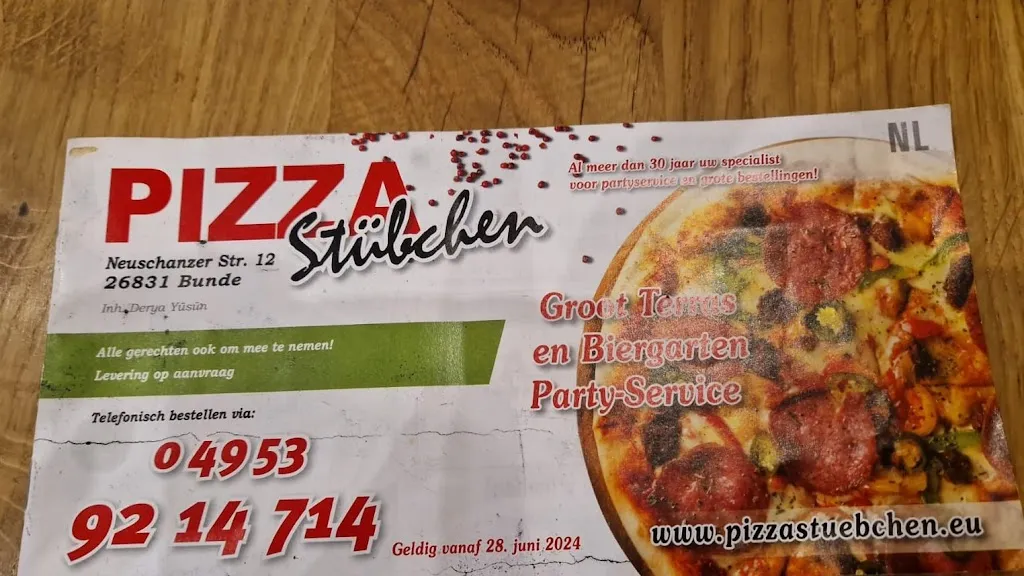 NL
Al meer dan 30 jaar uw specialist
voor partyservice en grote bestellingen!
PIZZA
Stübchen
Neuschanzer Str. 12
26831 Bunde
Inh. Derya Yüsün
Groot Terras
en Biergarten
Party-Service
Alle gerechten ook om mee te nemen!
Levering op aanvraag
Telefonisch bestellen via:
0 49 53
92 14 714
Geldig vanaf 28. juni 2024
www.pizzastuebchen.eu